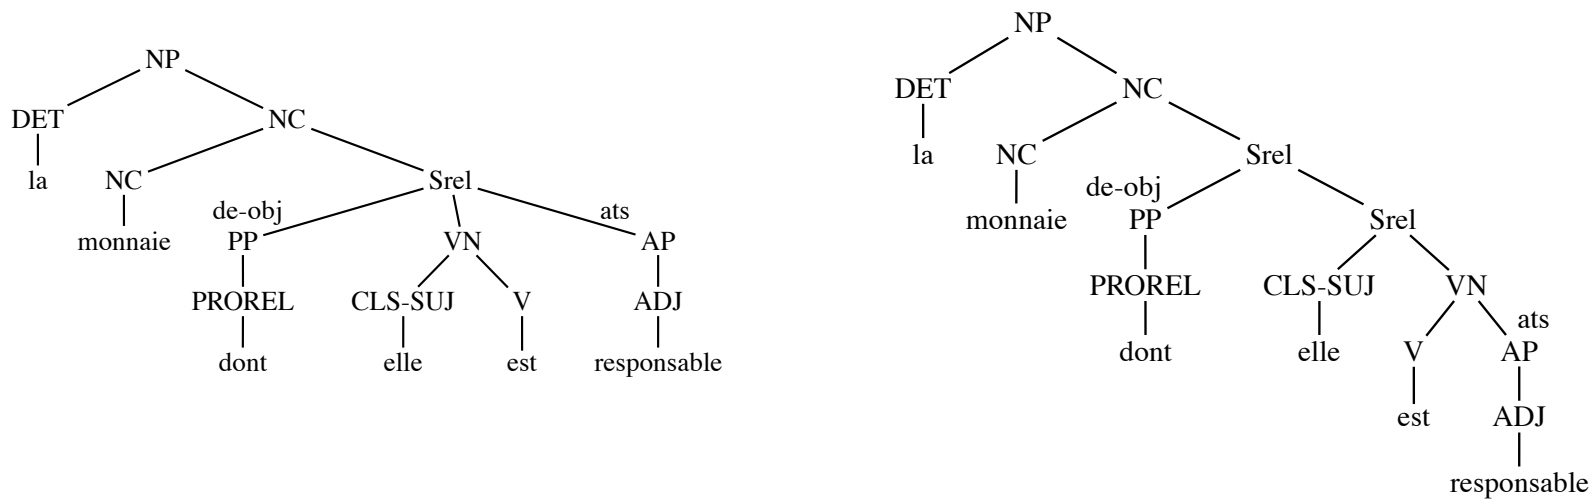 NP
DET NC
la NC Srel
monnaie de-obj PP VN ats AP
PROREL CLS-SUJ V ADJ
dont elle est responsable
NP
DET NC
la NC Srel
monnaie de-obj PP Srel
PROREL CLS-SUJ VN
dont elle V ats AP
est ADJ
responsable